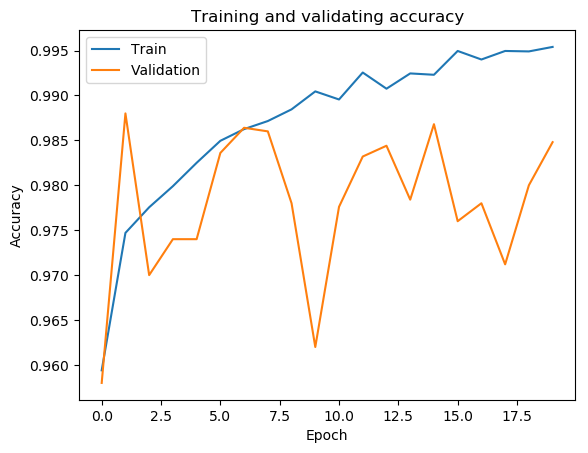 Training and validating accuracy
Train
Validation
0.995
0.990
0.985
0.980
0.975
0.970
0.965
0.960
Accuracy
0.0 2.5 5.0 7.5 10.0 12.5 15.0 17.5
Epoch